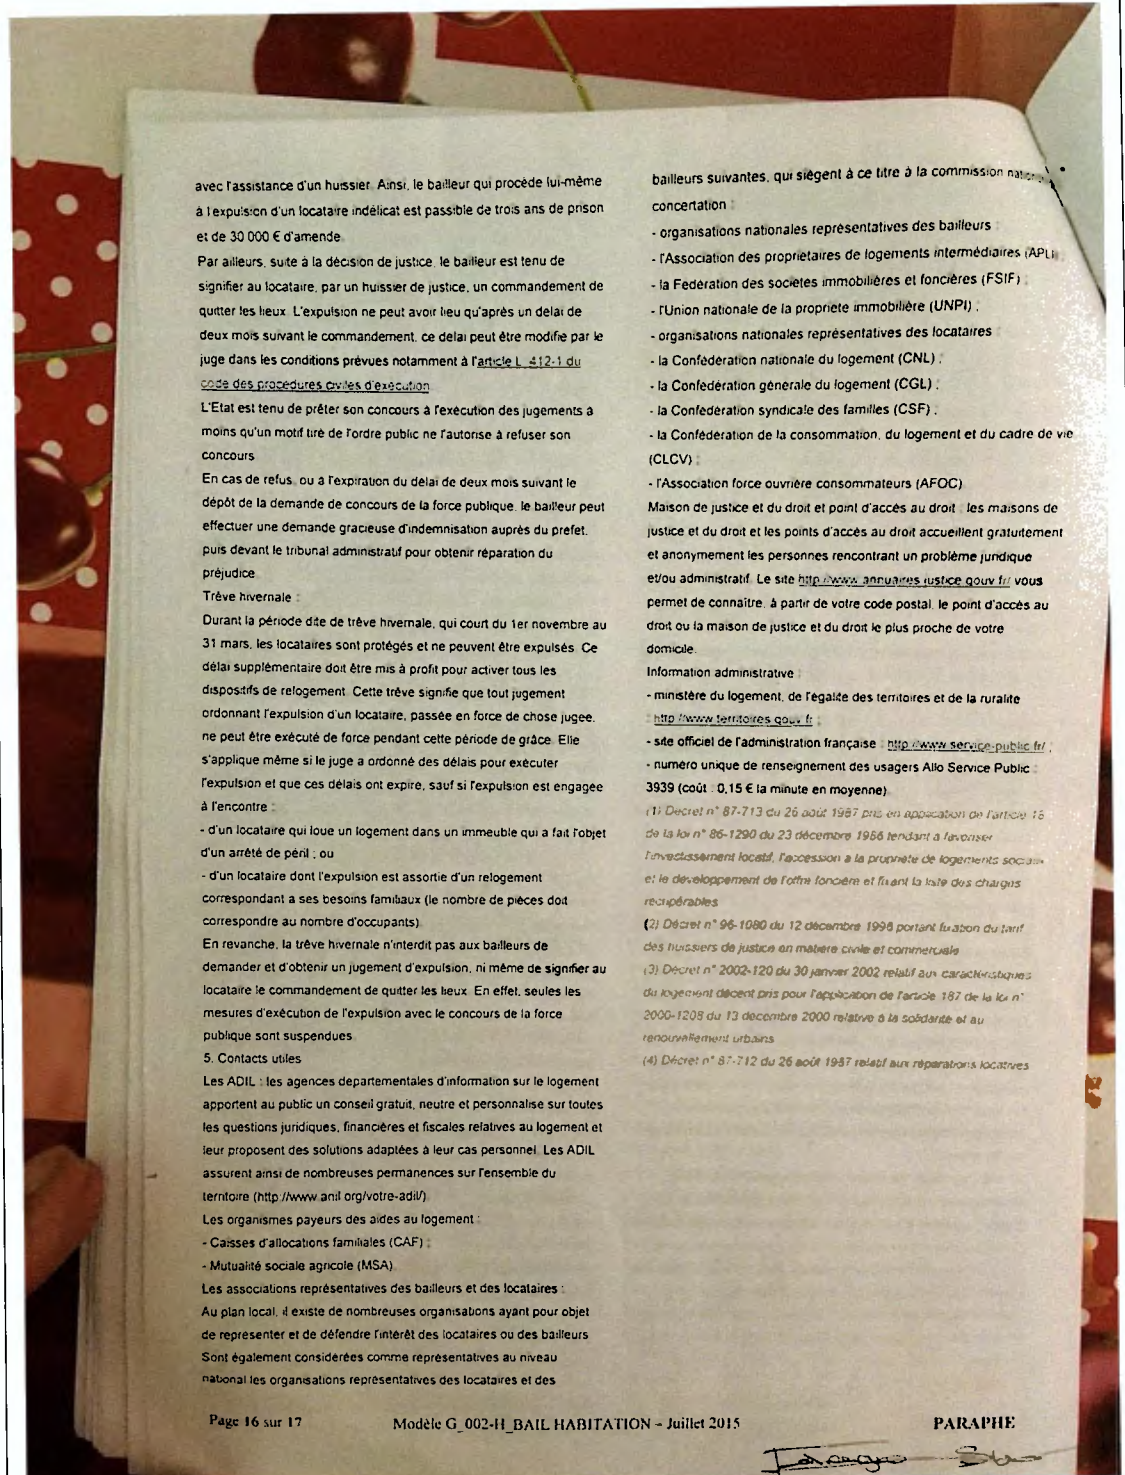 avec l'assistance d'un huissier. Ainsi, le bailleur qui procède lui-même
à l'expulsion d'un locataire indélicat est passible de trois ans de prison
et de 30 000 € d'amende
Par ailleurs, suite à la décision de justice, le bailleur est tenu de
signifier au locataire, par un huissier de justice, un commandement de
quitter les lieux. L'expulsion ne peut avoir lieu qu'après un délai de
deux mois suivant le commandement, ce délai peut être modifié par le
juge dans les conditions prévues notamment à l'article L. 412-1 du
code des procédures civiles d'exécution
L'Etat est tenu de prêter son concours à l'exécution des jugements à
moins qu'un motif tiré de l'ordre public ne l'autorise à refuser son
concours
En cas de refus, ou à l'expiration du délai de deux mois suivant le
dépôt de la demande de concours de la force publique, le bailleur peut
effectuer une demande gracieuse d'indemnisation auprès du préfet,
puis devant le tribunal administratif pour obtenir réparation du
préjudice
Trêve hivernale :
Durant la période dite de trêve hivernale, qui court du 1er novembre au
31 mars, les locataires sont protégés et ne peuvent être expulsés. Ce
délai supplémentaire doit être mis à profit pour activer tous les
dispositifs de relogement. Cette trêve signifie que tout jugement
ordonnant l'expulsion d'un locataire, passée en force de chose jugée,
ne peut être exécuté de force pendant cette période de grâce. Elle
s'applique même si le juge a ordonné des délais pour exécuter
l'expulsion et que ces délais ont expiré, sauf si l'expulsion est engagée
à l'encontre :
- d'un locataire qui loue un logement dans un immeuble qui a fait l'objet
d'un arrêté de péril ; ou
- d'un locataire dont l'expulsion est assortie d'un relogement
correspondant a ses besoins familiaux (le nombre de pièces doit
correspondre au nombre d'occupants)
En revanche, la trêve hivernale n'interdit pas aux bailleurs de
demander et d'obtenir un jugement d'expulsion, ni même de signifier au
locataire le commandement de quitter les lieux. En effet, seules les
mesures d'exécution de l'expulsion avec le concours de la force
publique sont suspendues
5. Contacts utiles
Les ADIL : les agences départementales d'information sur le logement
apportent au public un conseil gratuit, neutre et personnalisé sur toutes
les questions juridiques, financières et fiscales relatives au logement et
leur proposent des solutions adaptées à leur cas personnel. Les ADIL
assurent ainsi de nombreuses permanences sur l'ensemble du
territoire (http://www.anil.org/votre-adil/)
Les organismes payeurs des aides au logement :
- Caisses d'allocations familiales (CAF) ;
- Mutualité sociale agricole (MSA)
Les associations représentatives des bailleurs et des locataires :
Au plan local, il existe de nombreuses organisations ayant pour objet
de représenter et de défendre l'intérêt des locataires ou des bailleurs
Sont également considérées comme représentatives au niveau
national les organisations représentatives des locataires et des
bailleurs suivantes, qui siègent à ce titre à la commission
concertation :
- organisations nationales représentatives des bailleurs :
- l'Association des propriétaires de logements intermédiaires (APLI)
- la Fédération des sociétés immobilières et foncières (FSIF) ;
- l'Union nationale de la propriété immobilière (UNPI) ;
- organisations nationales représentatives des locataires
- la Confédération nationale du logement (CNL) ;
- la Confédération générale du logement (CGL) ;
- la Confédération syndicale des familles (CSF) ;
- la Confédération de la consommation, du logement et du cadre de vie
(CLCV) ;
- l'Association force ouvrière consommateurs (AFOC)
Maison de justice et du droit et point d'accès au droit : les maisons de
justice et du droit et les points d'accès au droit accueillent gratuitement
et anonymement les personnes rencontrant un problème juridique
et/ou administratif. Le site http://www.annuaires.justice.gouv.fr/ vous
permet de connaître, à partir de votre code postal, le point d'accès au
droit ou la maison de justice et du droit le plus proche de votre
domicile.
Information administrative :
- ministère du logement, de l'égalité des territoires et de la ruralité
: http://www.territoires.gouv.fr ;
- site officiel de l'administration française : http://www.service-public.fr/ ;
- numéro unique de renseignement des usagers Allo Service Public :
3939 (coût : 0,15 € la minute en moyenne)
(1) Décret n° 87-713 du 26 août 1987 pris en application de l'article 18
de la loi n° 86-1290 du 23 décembre 1986 tendant à favoriser
l'investissement locatif, l'accession à la propriété de logements sociaux
et le développement de l'offre foncière et fixant la liste des charges
récupérables
(2) Décret n° 96-1080 du 12 décembre 1996 portant fixation du tarif
des huissiers de justice en matière civile et commerciale
(3) Décret n° 2002-120 du 30 janvier 2002 relatif aux caractéristiques
du logement décent pris pour l'application de l'article 187 de la loi n°
2000-1208 du 13 décembre 2000 relative à la solidarité et au
renouvellement urbains
(4) Décret n° 87-712 du 26 août 1987 relatif aux réparations locatives
Page 16 sur 17 Modèle G_002-H_BAIL HABITATION – Juillet 2015 PARAPHE